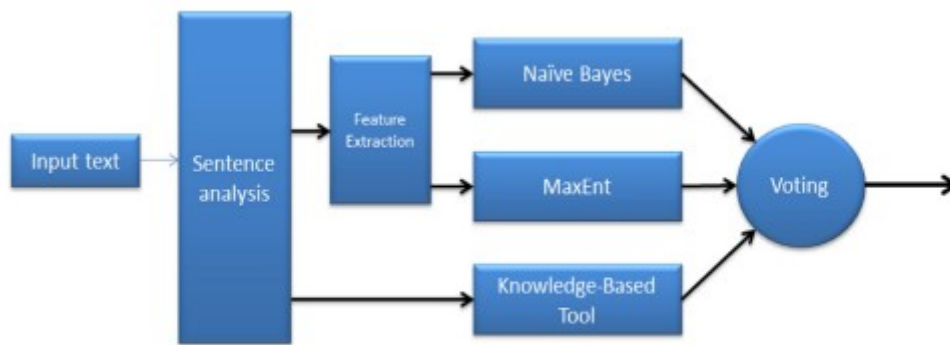 Input text
Sentence
analysis
Feature
Extraction
Naïve Bayes
MaxEnt
Knowledge-Based
Tool
Voting